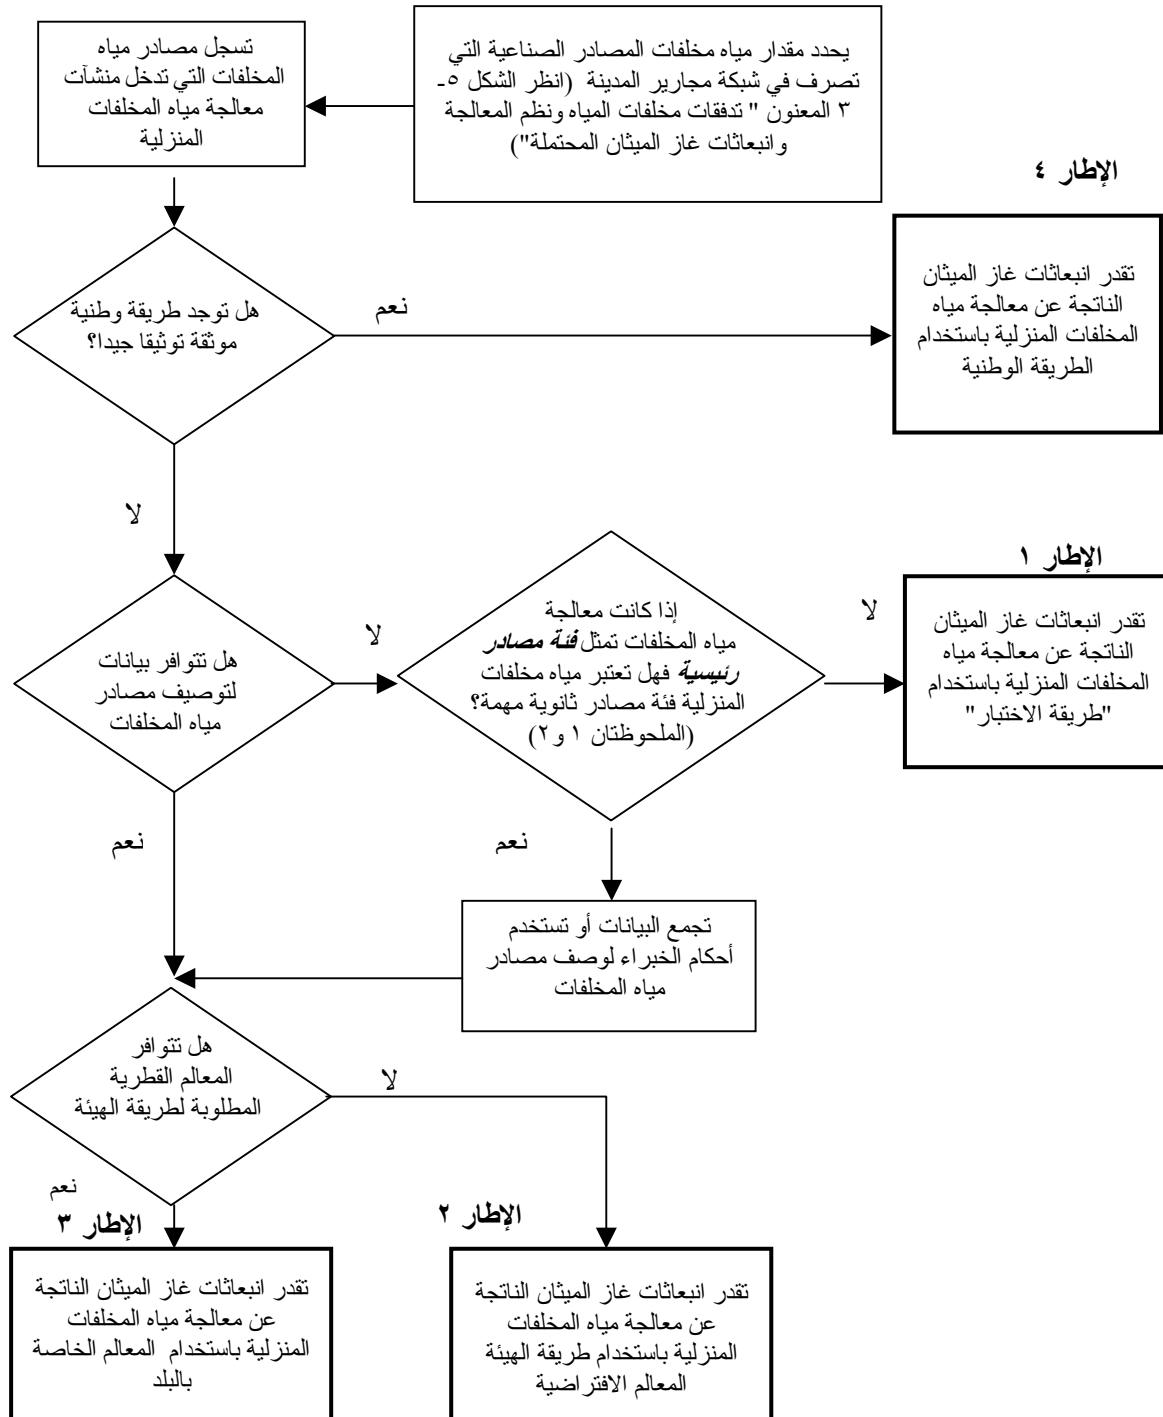 يحدد مقدار مياه مخلفات المصادر الصناعية التي
تصرف في شبكة مجارير المدينة (انظر الشكل ٥-
٣ المعنون " تدفقات مخلفات المياه ونظم المعالجة
وانبعاثات غاز الميثان المحتملة")
تسجل مصادر مياه
المخلفات التي تدخل منشآت
معالجة مياه المخلفات
المنزلية
الإطار ٤
تقدر انبعاثات غاز الميثان
الناتجة عن معالجة مياه
المخلفات المنزلية باستخدام
الطريقة الوطنية
نعم
هل توجد طريقة وطنية
موثقة توثيقا جيدا؟
لا
الإطار ١
تقدر انبعاثات غاز الميثان
الناتجة عن معالجة مياه
المخلفات المنزلية باستخدام
"طريقة الاختبار"
لا
إذا كانت معالجة
مياه المخلفات تمثل فئة مصادر
رئيسية فهل تعتبر مياه مخلفات
المنزلية فئة مصادر ثانوية مهمة؟
(الملحوظتان ١ و٢)
لا
هل تتوافر بيانات
لتوصيف مصادر
مياه المخلفات
نعم
نعم
تجمع البيانات أو تستخدم
أحكام الخبراء لوصف مصادر
مياه المخلفات
هل تتوافر
المعالم القطرية
المطلوبة لطريقة الهيئة
لا
نعم
الإطار ٢
الإطار ٣
تقدر انبعاثات غاز الميثان الناتجة
عن معالجة مياه المخلفات
المنزلية باستخدام طريقة الهيئة
المعالم الافتراضية
تقدر انبعاثات غاز الميثان الناتجة
عن معالجة مياه المخلفات
المنزلية باستخدام المعالم الخاصة
بالبلد